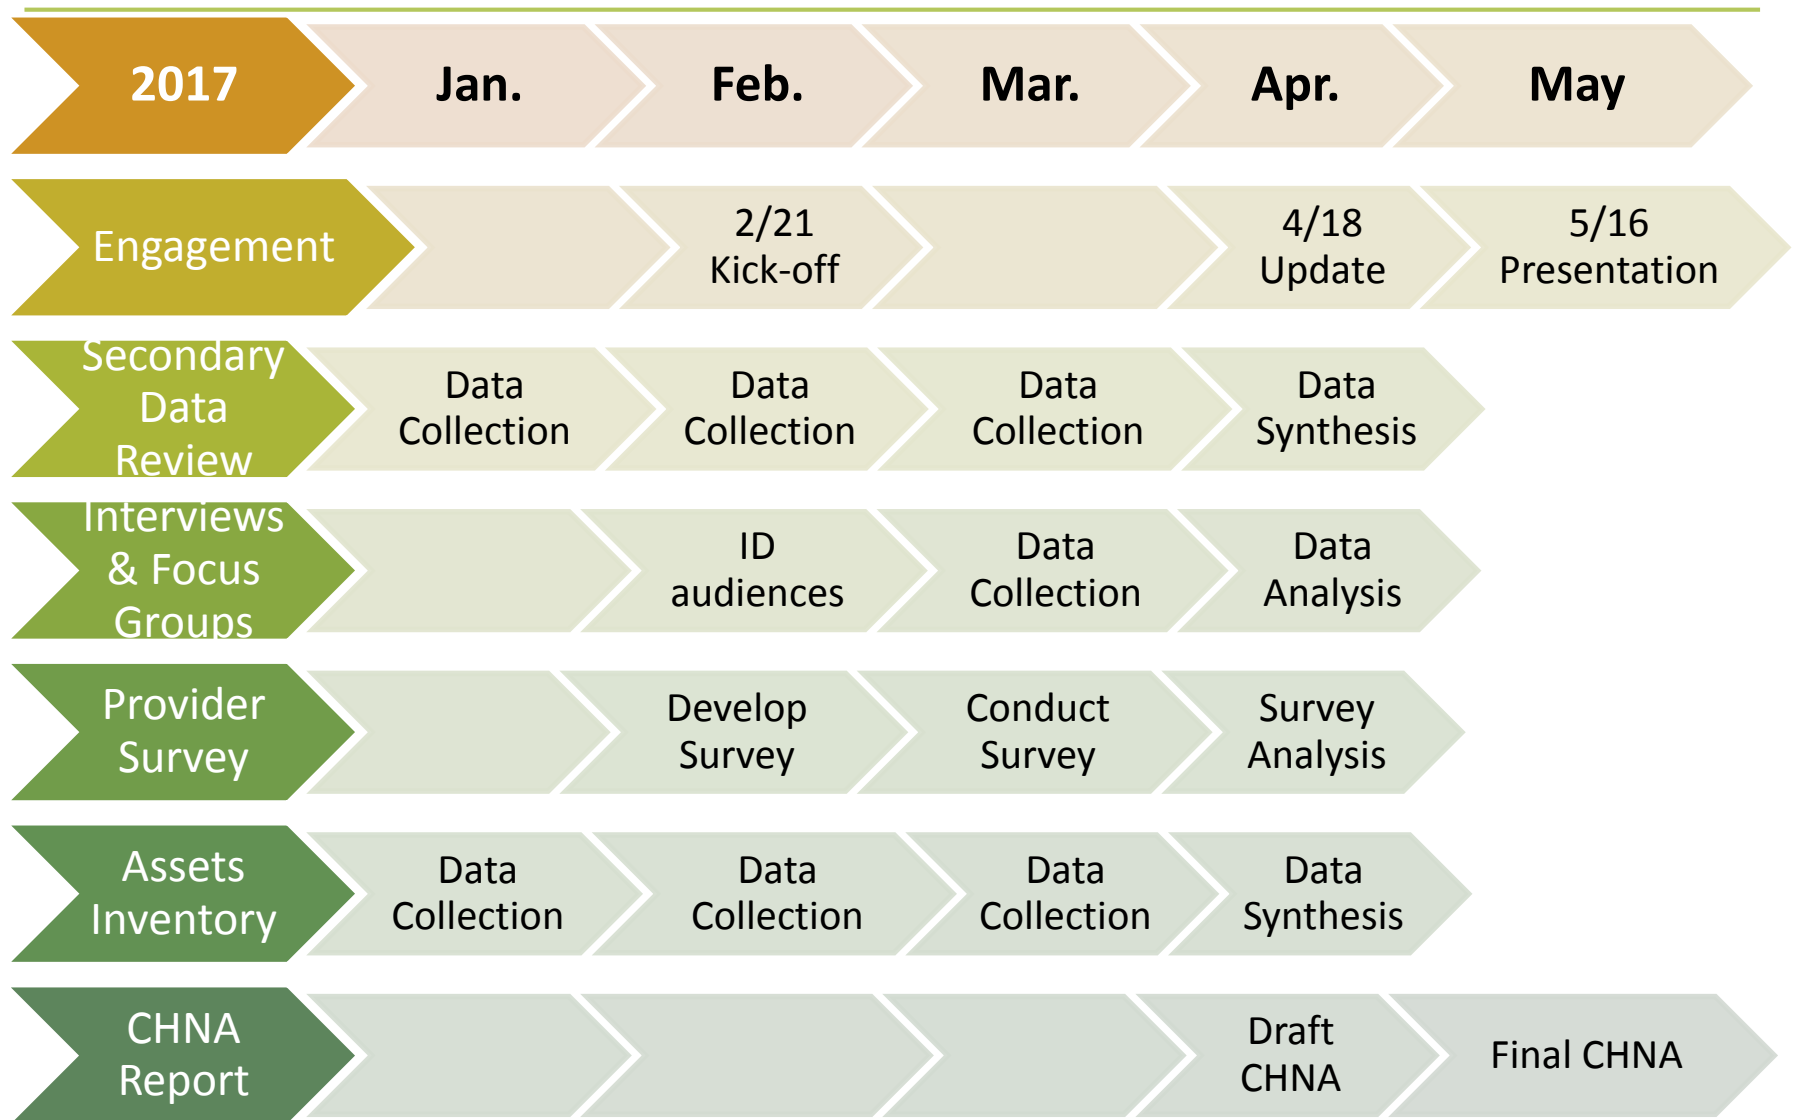 2017
Jan.
Feb.
Mar.
Apr.
May
Engagement
2/21
Kick-off
4/18
Update
5/16
Presentation
Secondary
Data
Review
Data
Collection
Data
Collection
Data
Collection
Data
Synthesis
Interviews
& Focus
Groups
ID
audiences
Data
Collection
Data
Analysis
Provider
Survey
Develop
Survey
Conduct
Survey
Survey
Analysis
Assets
Inventory
Data
Collection
Data
Collection
Data
Collection
Data
Synthesis
CHNA
Report
Draft
CHNA
Final CHNA